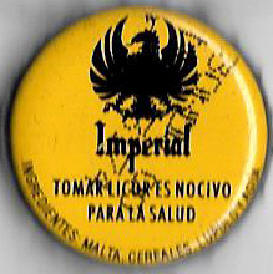 Imperial
TOMAR LICOR ES NOCIVO
PARA LA SALUD
INGREDIENTES: MALTA, CEREALES,